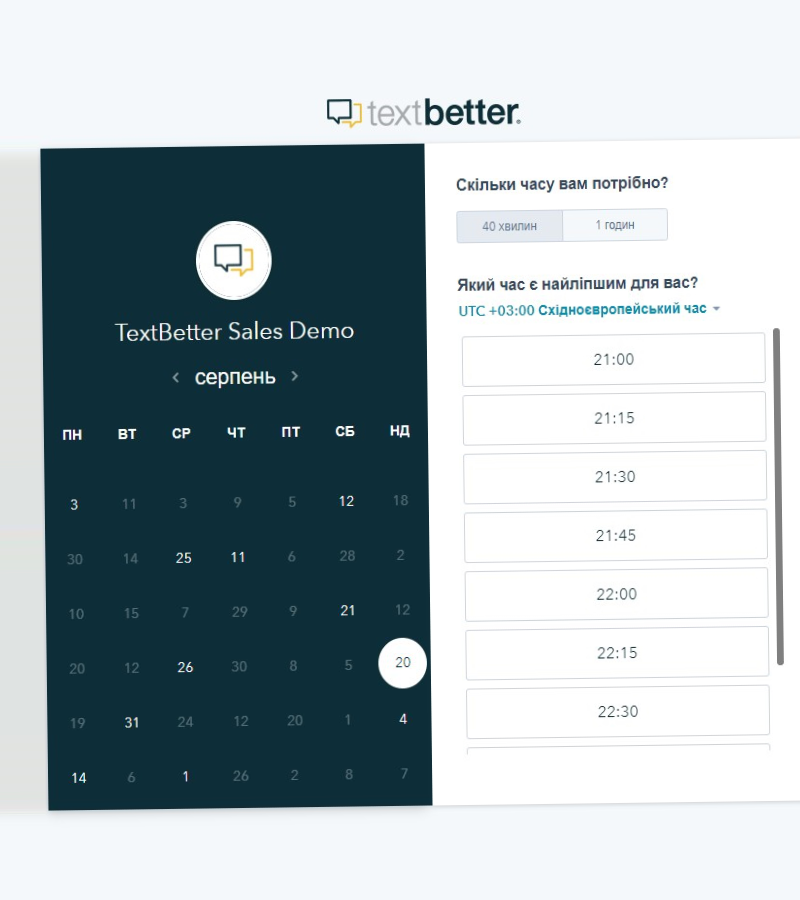 textbetter.
TextBetter Sales Demo
‹ серпень ›
ПН ВТ СР ЧТ ПТ СБ НД
3 11 3 9 5 12 18
30 14 25 11 6 28 2
10 15 7 29 9 21 12
20 12 26 30 8 5 20
19 31 24 12 20 1 4
14 6 1 26 2 8 7
Скільки часу вам потрібно?
40 хвилин 1 годин
Який час є найліпшим для вас?
UTC +03:00 Східноєвропейський час
21:00
21:15
21:30
21:45
22:00
22:15
22:30